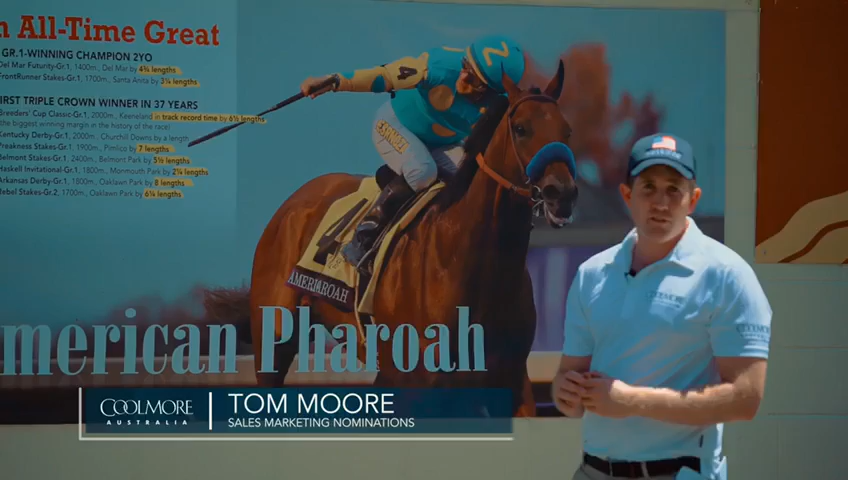 n All-Time Great
GR.1-WINNING CHAMPION 2YO
Del Mar Futurity-Gr.1, 1400m., Del Mar by 4¾ lengths
FrontRunner Stakes-Gr.1, 1700m., Santa Anita by 3¼ lengths
FIRST TRIPLE CROWN WINNER IN 37 YEARS
Breeders' Cup Classic-Gr.1, 2000m., Keeneland in track record time by 6½ lengths
(the biggest winning margin in the history of the race)
Kentucky Derby-Gr.1, 2000m., Churchill Downs by a length
Preakness Stakes-Gr.1, 1900m., Pimlico by 7 lengths
Belmont Stakes-Gr.1, 2400m., Belmont Park by 5½ lengths
Haskell Invitational-Gr.1, 1800m., Monmouth Park by 2¼ lengths
Arkansas Derby-Gr.1, 1800m., Oaklawn Park by 8 lengths
Rebel Stakes-Gr.2, 1700m., Oaklawn Park by 6¼ lengths
Z
4
4
merican Pharoah
COOLMORE
COOLMORE
COOLMORE
AUSTRALIA
TOM MOORE
SALES MARKETING NOMINATIONS